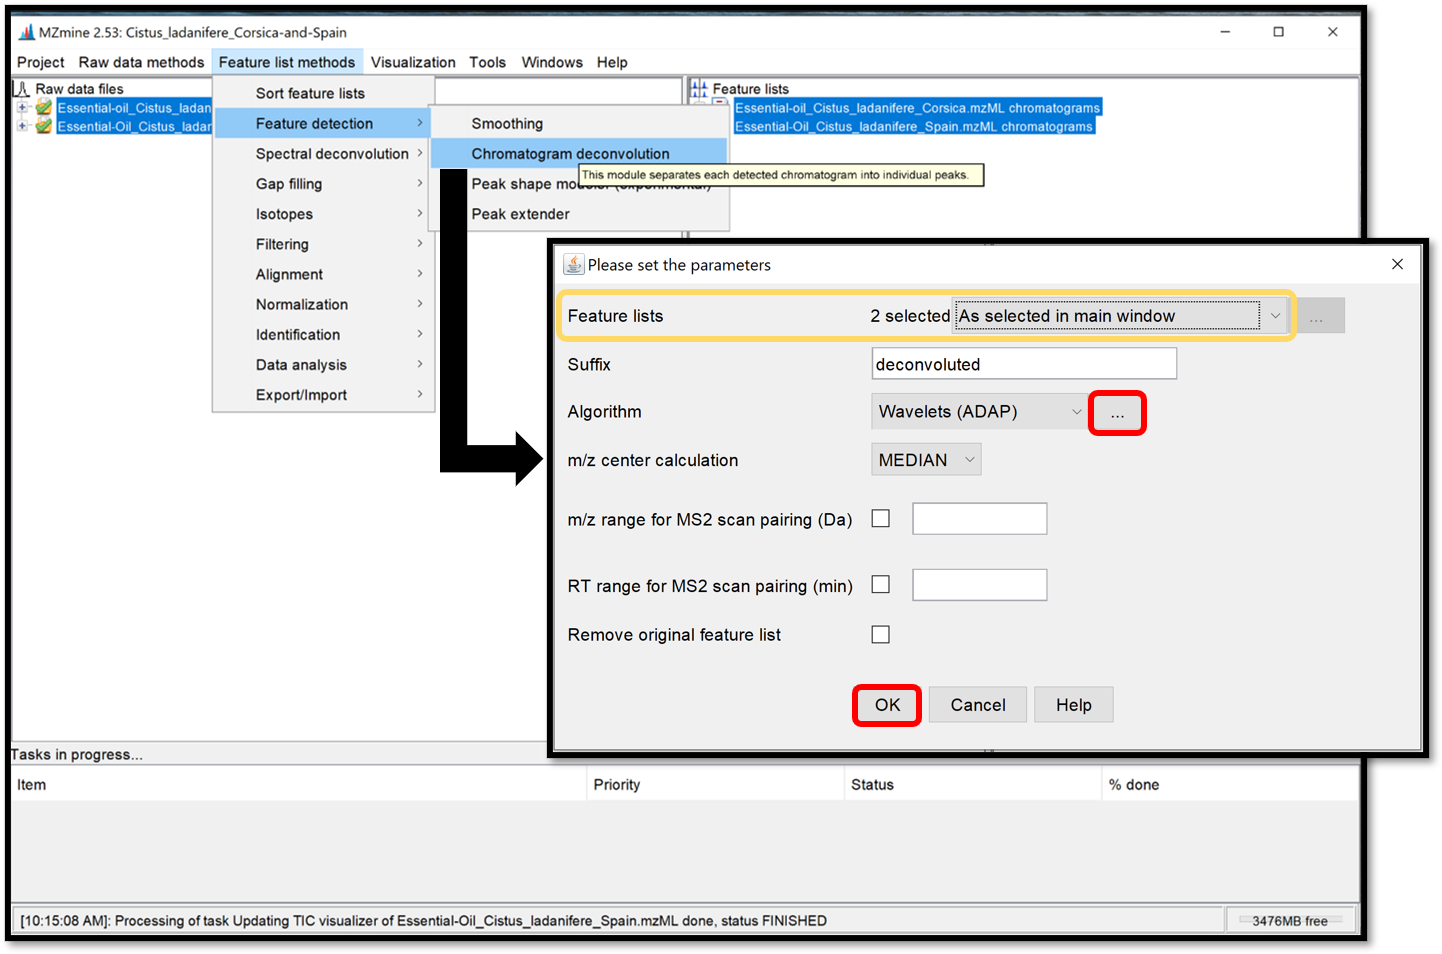 MZmine 2.53: Cistus_ladanifere_Corsica-and-Spain
Project Raw data methods Feature list methods Visualization Tools Windows Help
Raw data files
Essential-oil_Cistus_ladan
Essential-Oil_Cistus_ladar
Sort feature lists
Feature detection
Spectral deconvolution
Gap filling
Isotopes
Filtering
Alignment
Normalization
Identification
Data analysis
Export/Import
Smoothing
Chromatogram deconvolution
This module separates each detected chromatogram into individual peaks.
Peak shape modeler (experimental)
Peak extender
Feature lists
Essential-oil_Cistus_ladanifere_Corsica.mzML chromatograms
Essential-Oil_Cistus_ladanifere_Spain.mzML chromatograms
Please set the parameters
Feature lists 2 selected As selected in main window ...
Suffix deconvoluted
Algorithm Wavelets (ADAP) ...
m/z center calculation MEDIAN
m/z range for MS2 scan pairing (Da)
RT range for MS2 scan pairing (min)
Remove original feature list
OK Cancel Help
Tasks in progress...
Item Priority Status % done
[10:15:08 AM]: Processing of task Updating TIC visualizer of Essential-Oil_Cistus_ladanifere_Spain.mzML done, status FINISHED
3476MB free